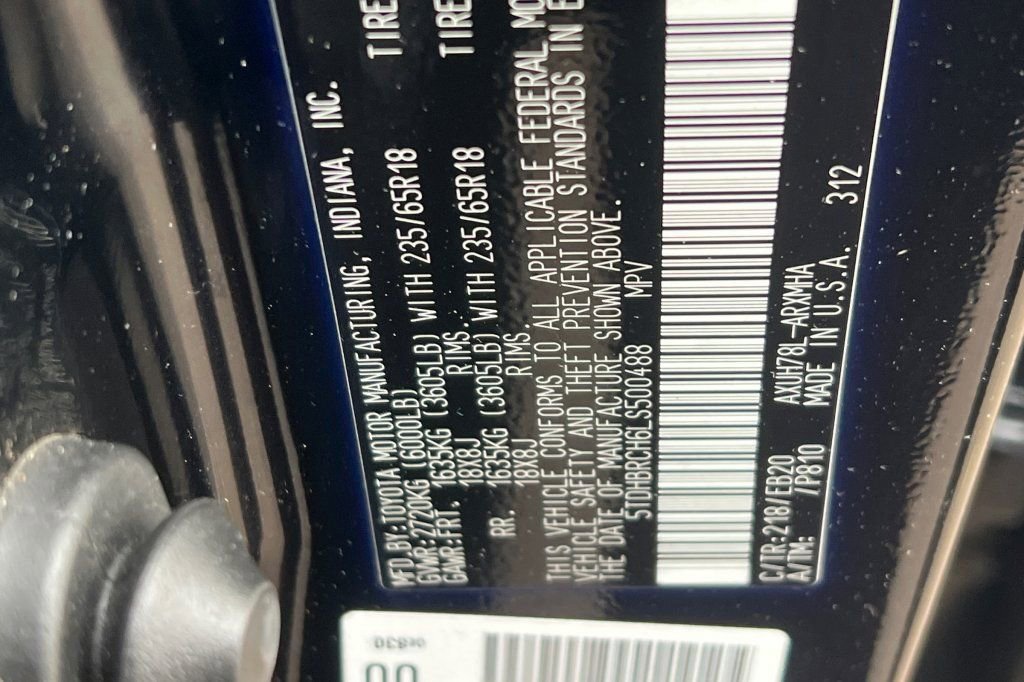 MFD.BY:TOYOTA MOTOR MANUFACTURING, INDIANA, INC.
GVWR:2720KG (6000LB)
GAWR:FRT. 1635KG (3605LB) WITH 235/65R18 TIRE
18X8J RIMS.
RR. 1635KG (3605LB) WITH 235/65R18 TIRE
18X8J RIMS.
THIS VEHICLE CONFORMS TO ALL APPLICABLE FEDERAL MO
VEHICLE SAFETY AND THEFT PREVENTION STANDARDS IN E
THE DATE OF MANUFACTURE SHOWN ABOVE.
5TDHBRCH6LS500488 MPV
C/TR:218/EB20 AXUH78L-ARXMHA
A/TM: /P810 MADE IN U.S.A. 312